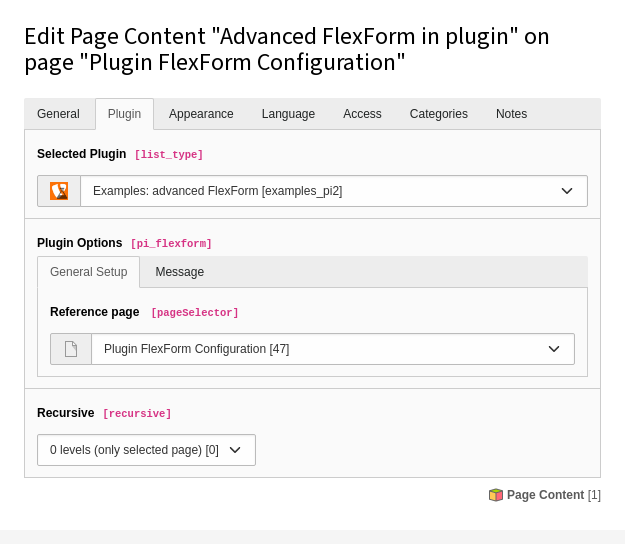 Edit Page Content "Advanced FlexForm in plugin" on
page "Plugin FlexForm Configuration"
General Plugin Appearance Language Access Categories Notes
Selected Plugin [list_type]
Examples: advanced FlexForm [examples_pi2]
Plugin Options [pi_flexform]
General Setup Message
Reference page [pageSelector]
Plugin FlexForm Configuration [47]
Recursive [recursive]
0 levels (only selected page) [0]
Page Content [1]